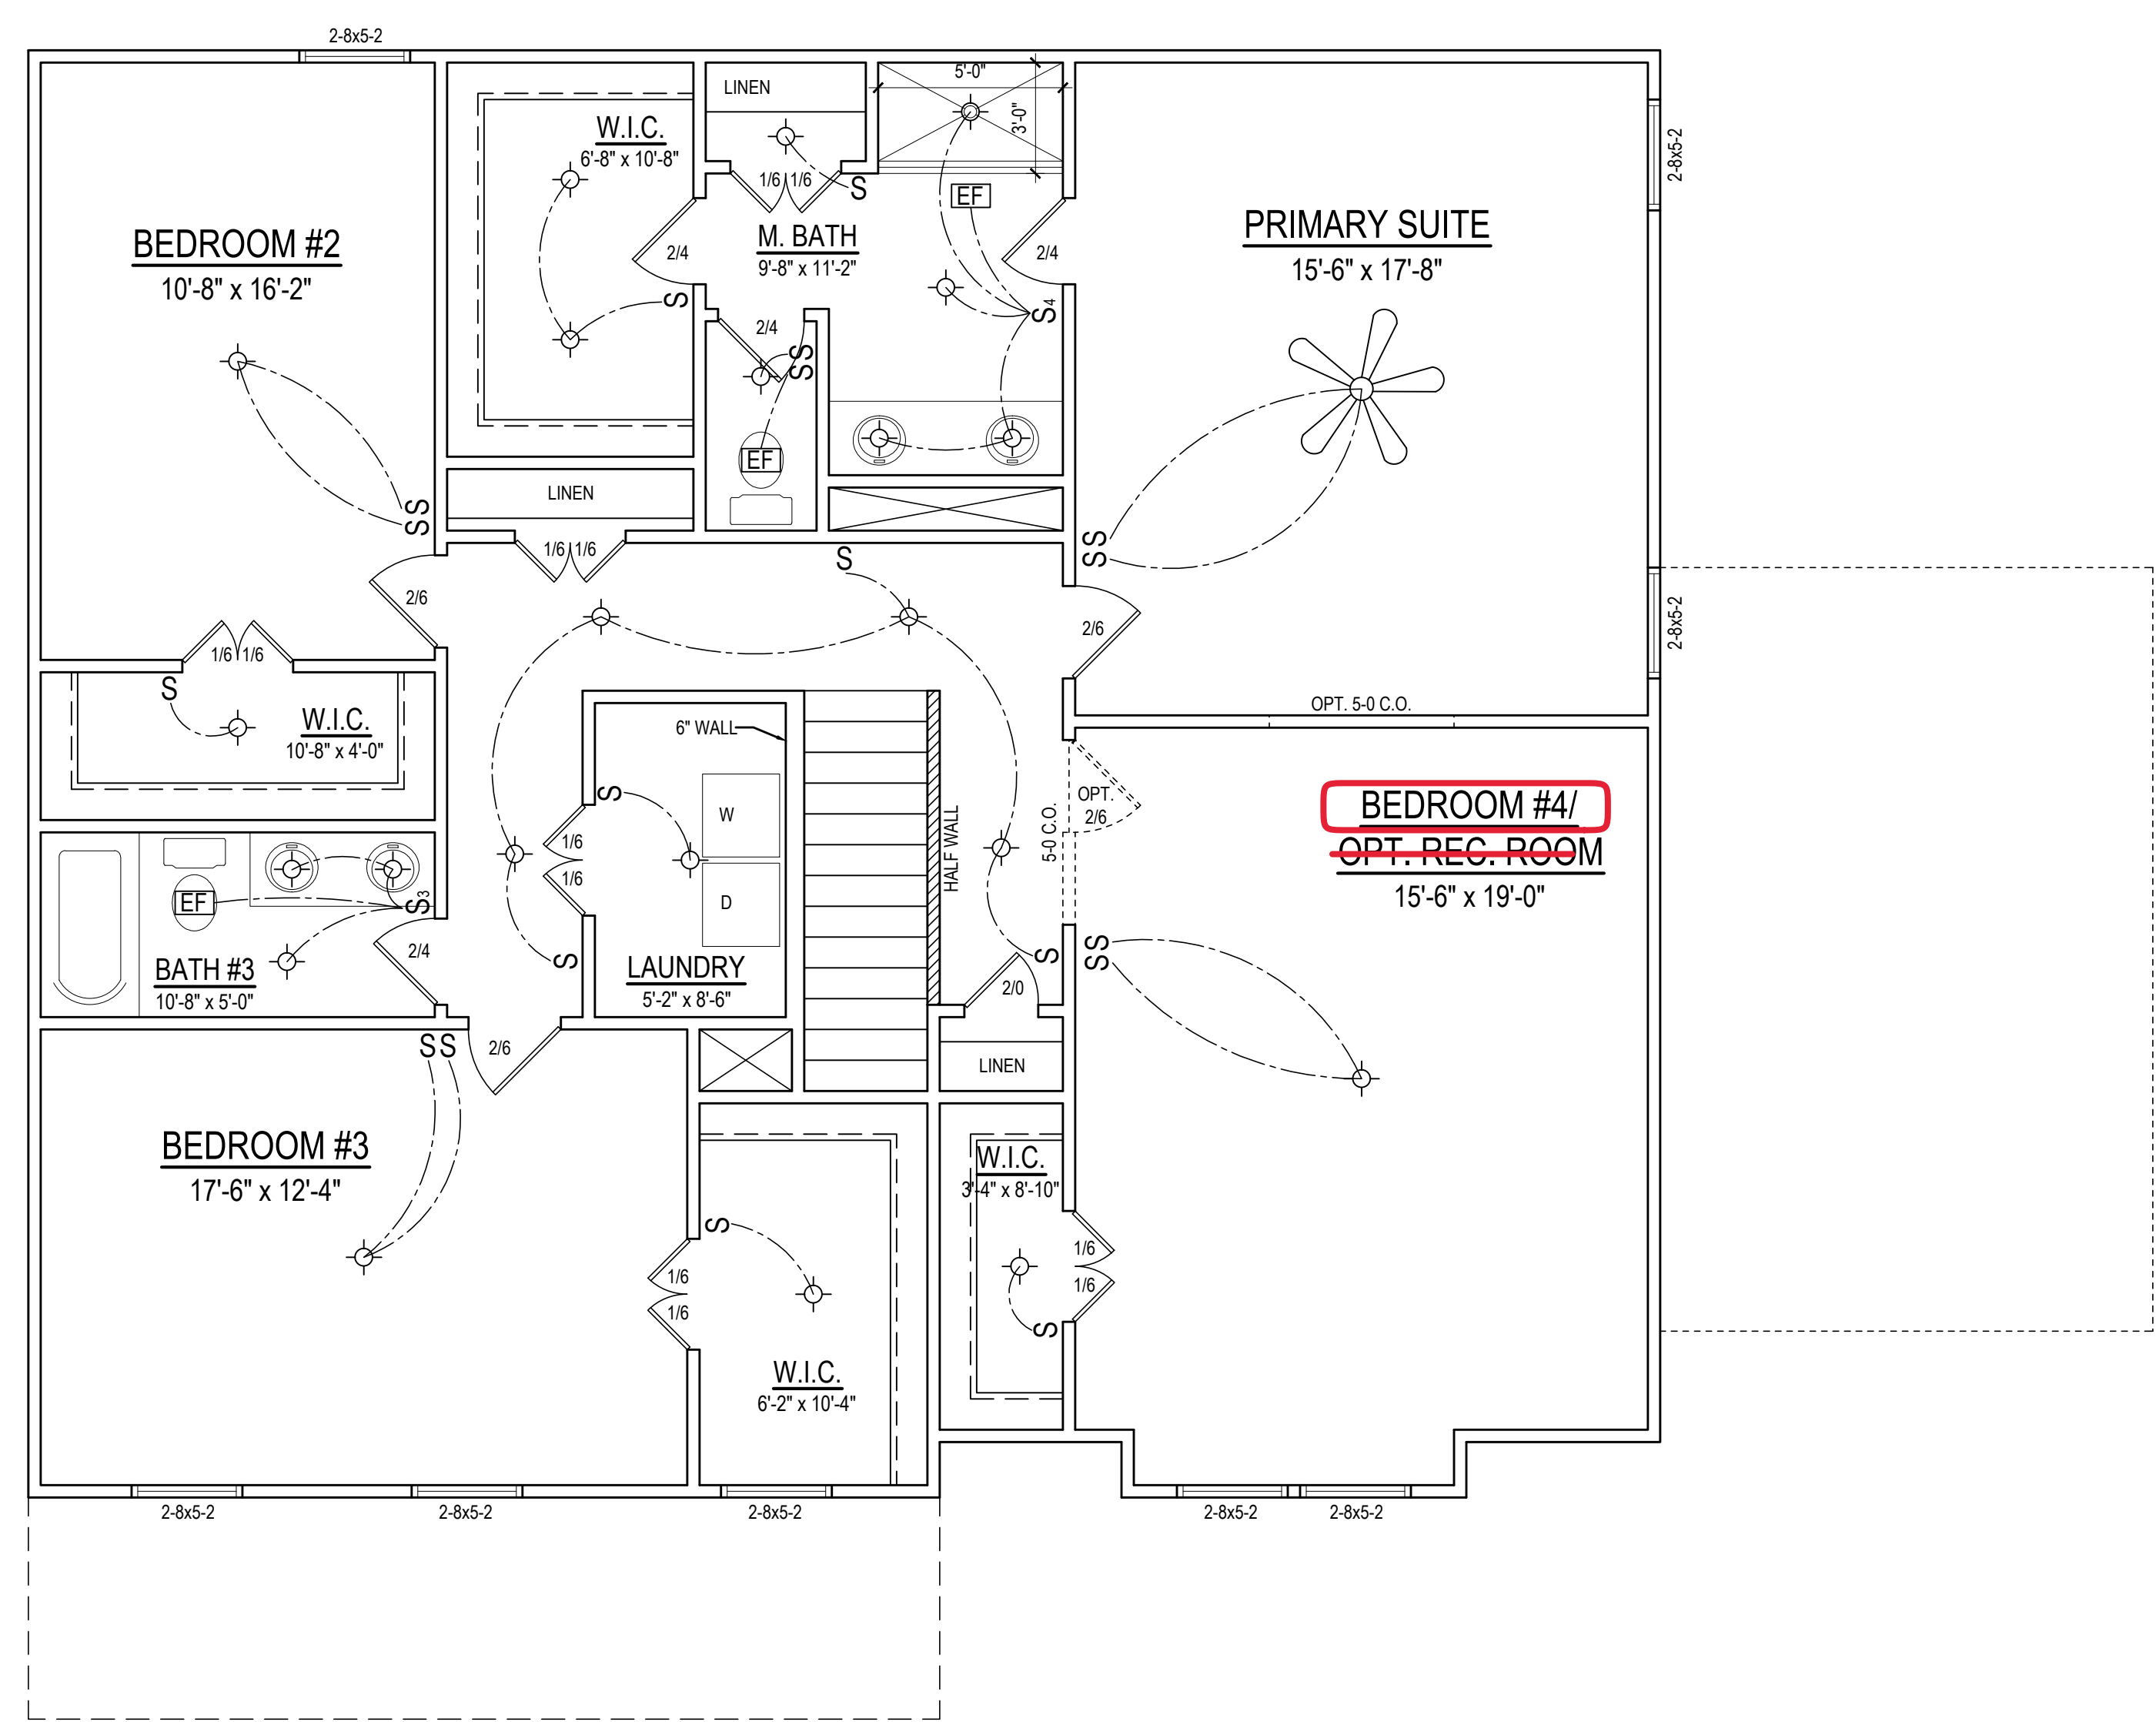 2-8x5-2
LINEN
5'-0"
3'-0"
W.I.C.
6'-8" x 10'-8"
1/6 1/6
S
EF
2-8x5-2
BEDROOM #2
10'-8" x 16'-2"
2/4
M. BATH
9'-8" x 11'-2"
2/4
PRIMARY SUITE
15'-6" x 17'-8"
S
S4
2/4
SS
EF
LINEN
SS
SS
1/6 1/6
S
2/6
2/6
2-8x5-2
1/6 1/6
S
W.I.C.
10'-8" x 4'-0"
6" WALL
OPT. 5-0 C.O.
S
W
D
1/6
1/6
HALF WALL
5-0 C.O.
OPT.
2/6
BEDROOM #4/
OPT. REC. ROOM
15'-6" x 19'-0"
EF
S3
2/4
BATH #3
10'-8" x 5'-0"
S
LAUNDRY
5'-2" x 8'-6"
S
SS
2/0
SS
2/6
LINEN
BEDROOM #3
17'-6" x 12'-4"
W.I.C.
3'-4" x 8'-10"
S
1/6
1/6
1/6
1/6
S
W.I.C.
6'-2" x 10'-4"
2-8x5-2
2-8x5-2
2-8x5-2
2-8x5-2
2-8x5-2